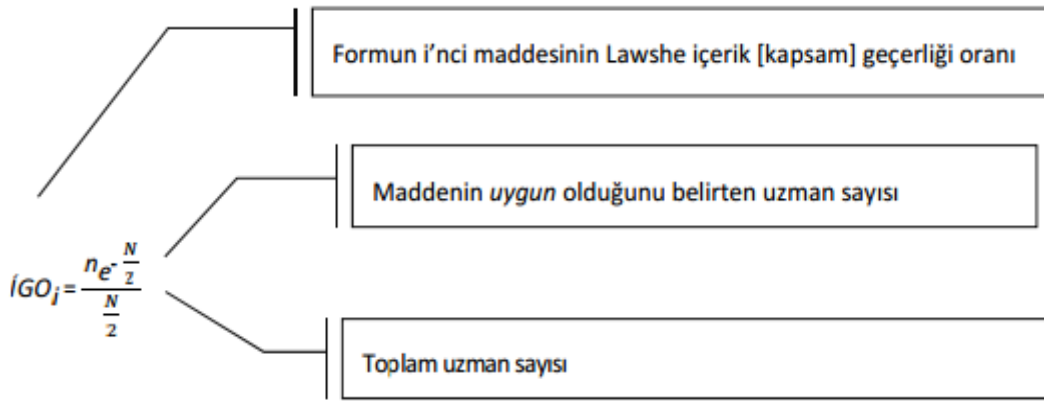 Formun i’nci maddesinin Lawshe içerik [kapsam] geçerliği oranı
Maddenin uygun olduğunu belirten uzman sayısı
İGOi = (ne - N/2) / (N/2)
Toplam uzman sayısı